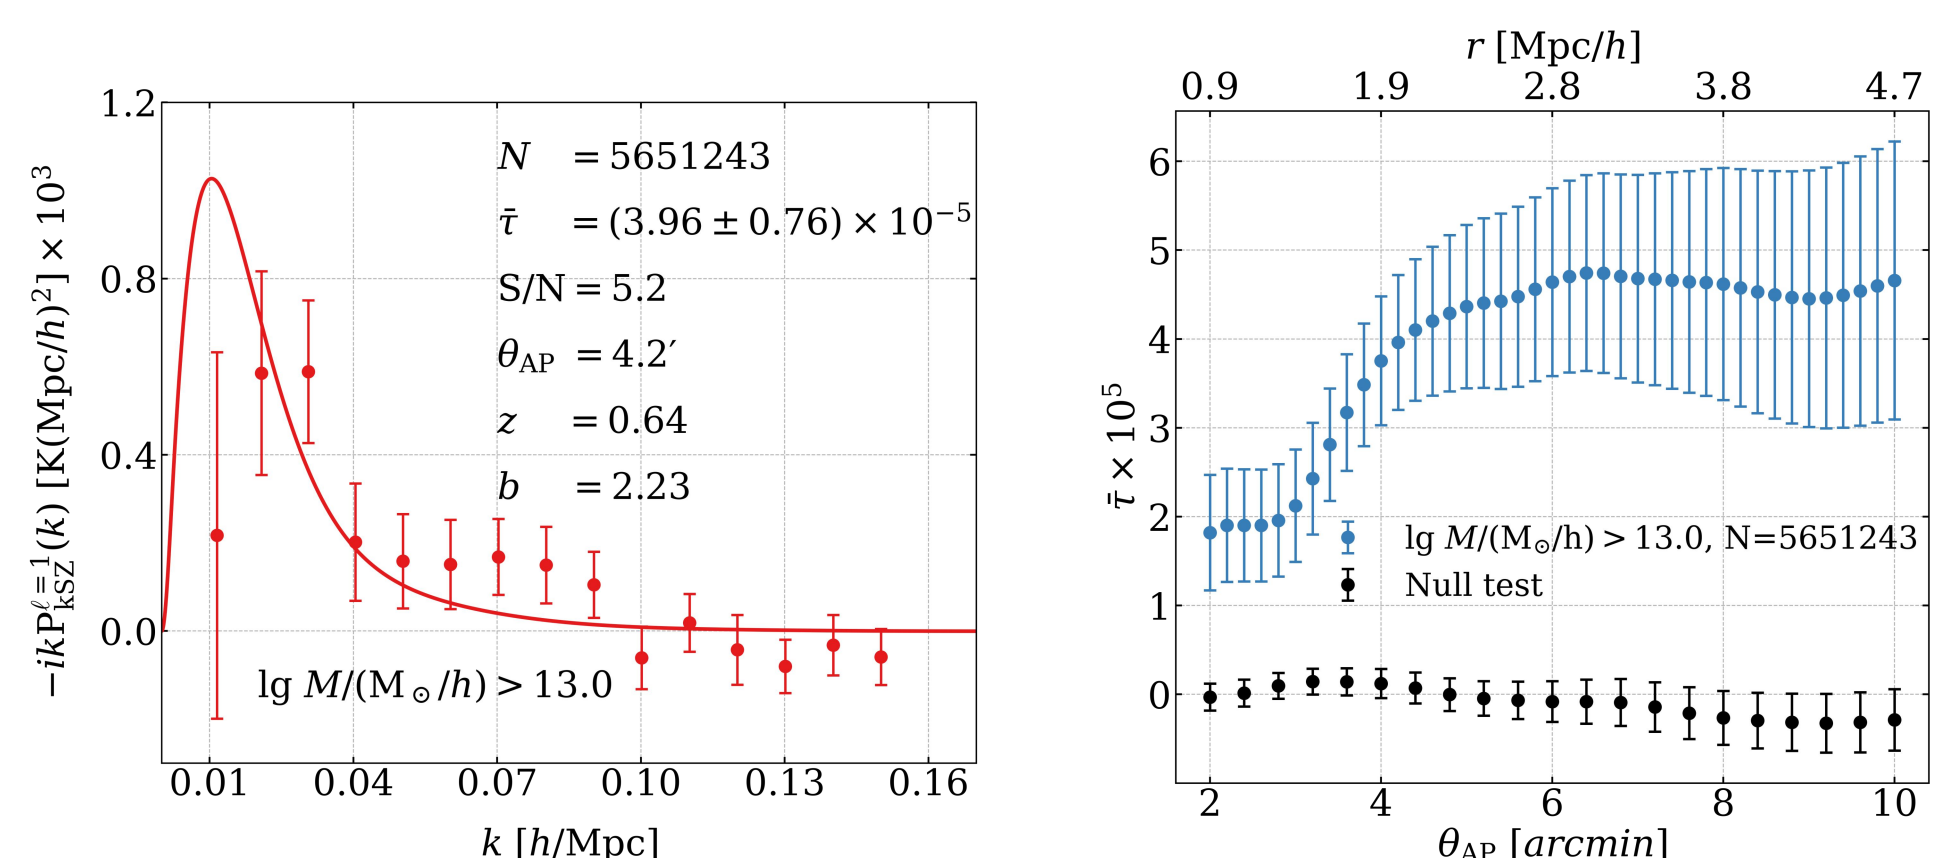 1.2
0.8
0.4
0.0
−ikP^{ℓ=1}_{kSZ}(k) [K(Mpc/h)²] × 10³
N = 5651243
τ̄ = (3.96 ± 0.76) × 10⁻⁵
S/N = 5.2
θ_AP = 4.2′
z = 0.64
b = 2.23
lg M/(M_⊙/h) > 13.0
0.01 0.04 0.07 0.10 0.13 0.16
k [h/Mpc]
r [Mpc/h]
0.9 1.9 2.8 3.8 4.7
6
5
4
3
2
1
0
τ̄ × 10⁵
lg M/(M_⊙/h) > 13.0, N=5651243
Null test
2 4 6 8 10
θ_AP [arcmin]